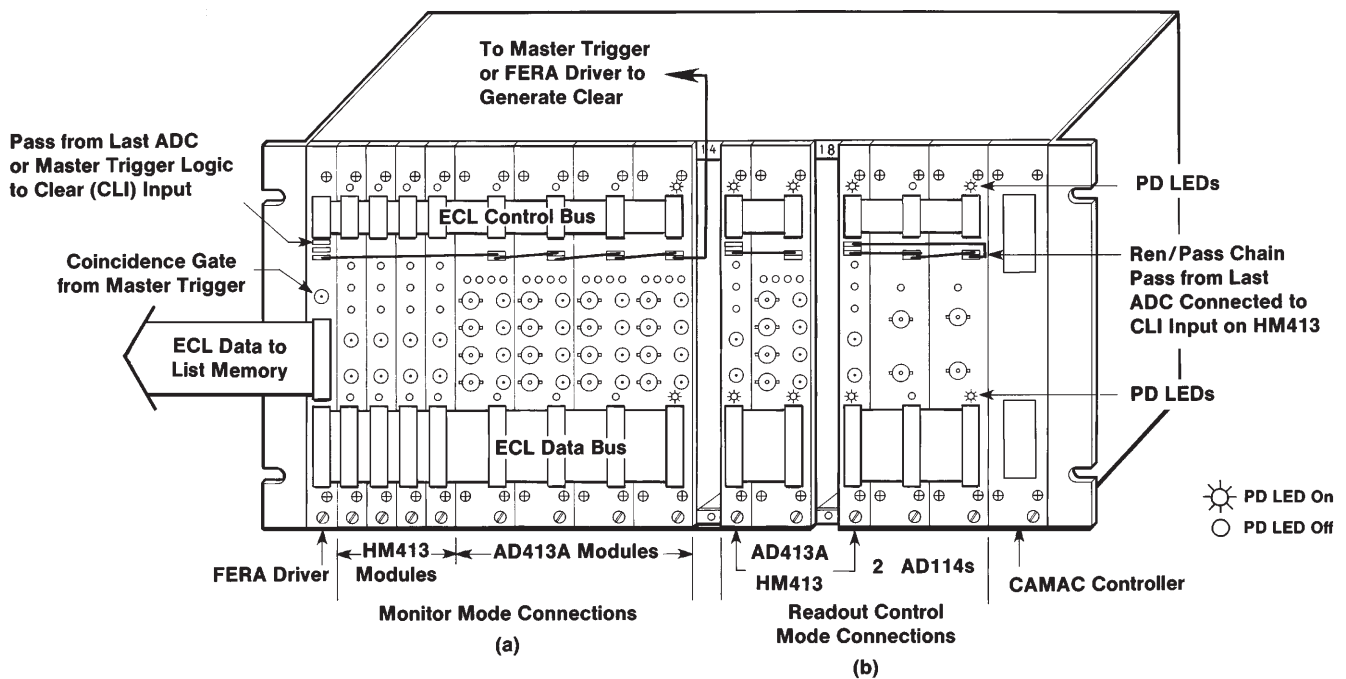 To Master Trigger
or FERA Driver to
Generate Clear
Pass from Last ADC
or Master Trigger Logic
to Clear (CLI) Input
14
18
PD LEDs
ECL Control Bus
Coincidence Gate
from Master Trigger
Ren/Pass Chain
Pass from Last
ADC Connected to
CLI Input on HM413
ECL Data to
List Memory
PD LEDs
ECL Data Bus
PD LED On
PD LED Off
FERA Driver
HM413
Modules
AD413A Modules
AD413A
HM413
2 AD114s
CAMAC Controller
Monitor Mode Connections
(a)
Readout Control
Mode Connections
(b)